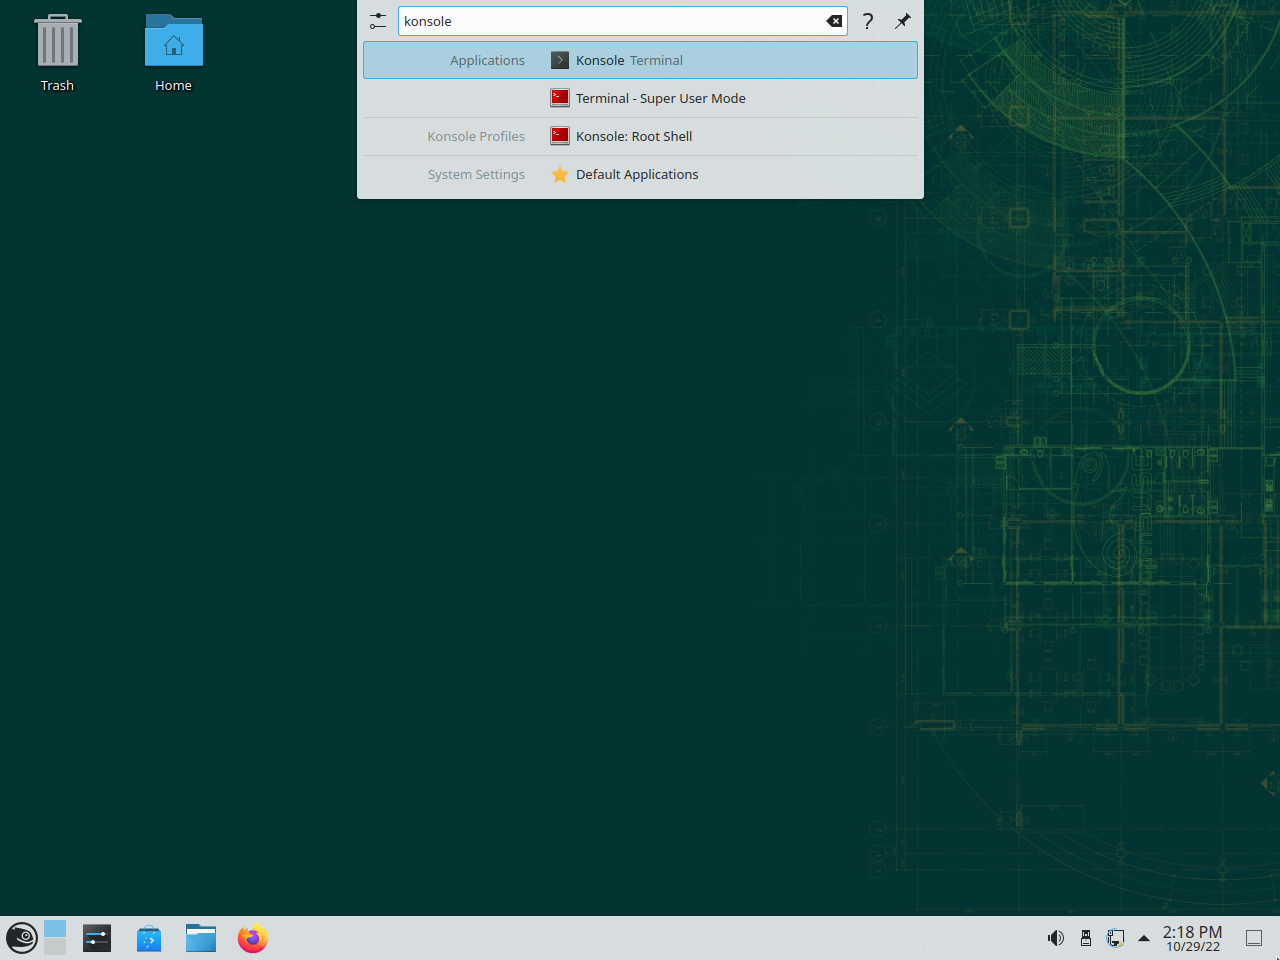 konsole
Applications Konsole Terminal
Terminal - Super User Mode
Konsole Profiles Konsole: Root Shell
System Settings Default Applications
Trash
Home
2:18 PM
10/29/22